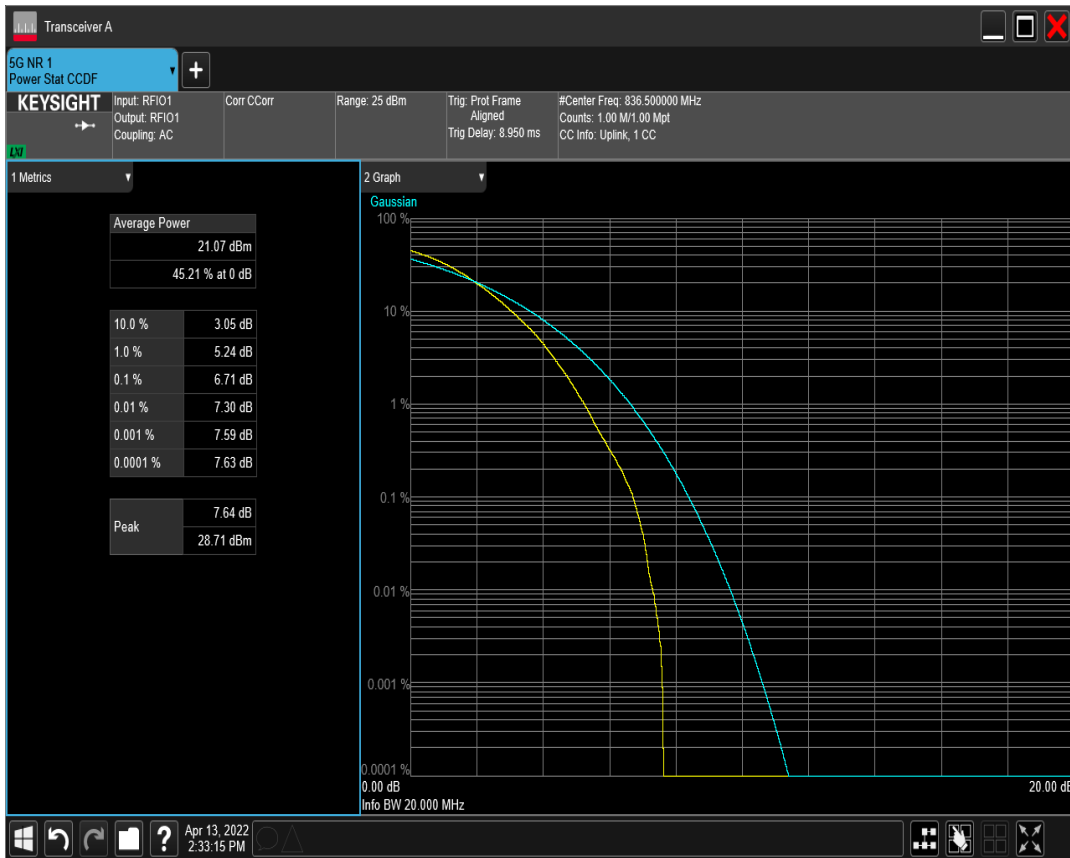 Transceiver A
5G NR 1
Power Stat CCDF
+
KEYSIGHT
LXI
Input: RFIO1
Output: RFIO1
Coupling: AC
Corr CCorr
Range: 25 dBm
Trig: Prot Frame
Aligned
Trig Delay: 8.950 ms
#Center Freq: 836.500000 MHz
Counts: 1.00 M/1.00 Mpt
CC Info: Uplink, 1 CC
1 Metrics
Average Power
21.07 dBm
45.21 % at 0 dB
10.0 % 3.05 dB
1.0 % 5.24 dB
0.1 % 6.71 dB
0.01 % 7.30 dB
0.001 % 7.59 dB
0.0001 % 7.63 dB
Peak 7.64 dB
28.71 dBm
2 Graph
Gaussian
100 %
10 %
1 %
0.1 %
0.01 %
0.001 %
0.0001 %
0.00 dB 20.00 dB
Info BW 20.000 MHz
?
Apr 13, 2022
2:33:15 PM